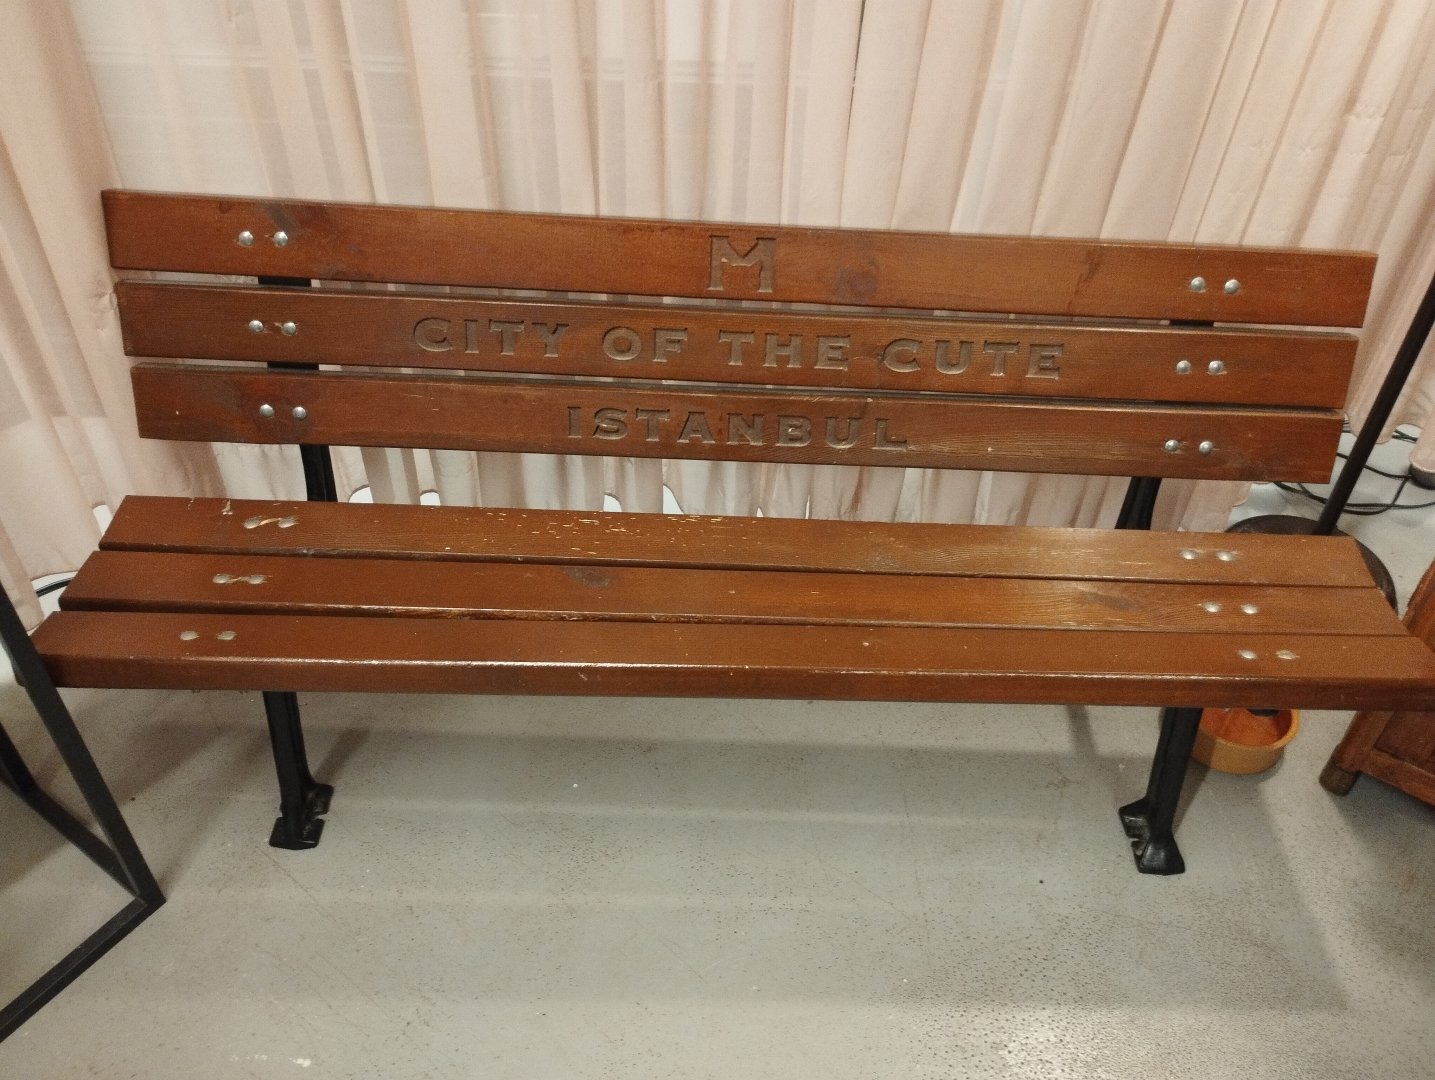 M
CITY OF THE CUTE
ISTANBUL